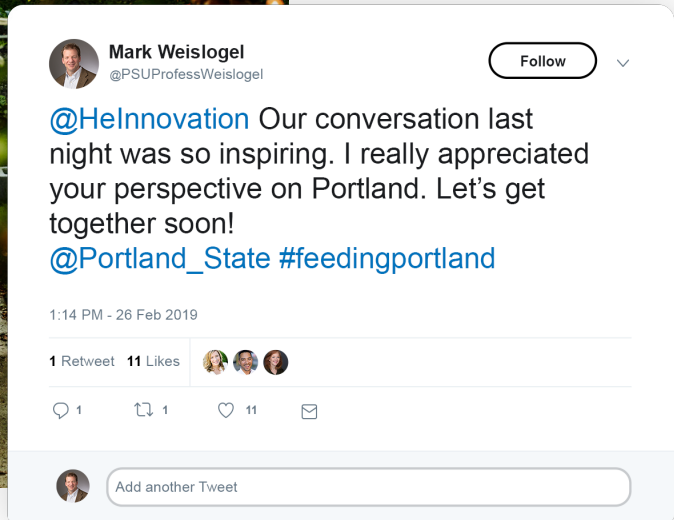 Mark Weislogel
@PSUProfessWeislogel
Follow
@HeInnovation Our conversation last
night was so inspiring. I really appreciated
your perspective on Portland. Let’s get
together soon!
@Portland_State #feedingportland
1:14 PM - 26 Feb 2019
1 Retweet 11 Likes
1 1 11
Add another Tweet